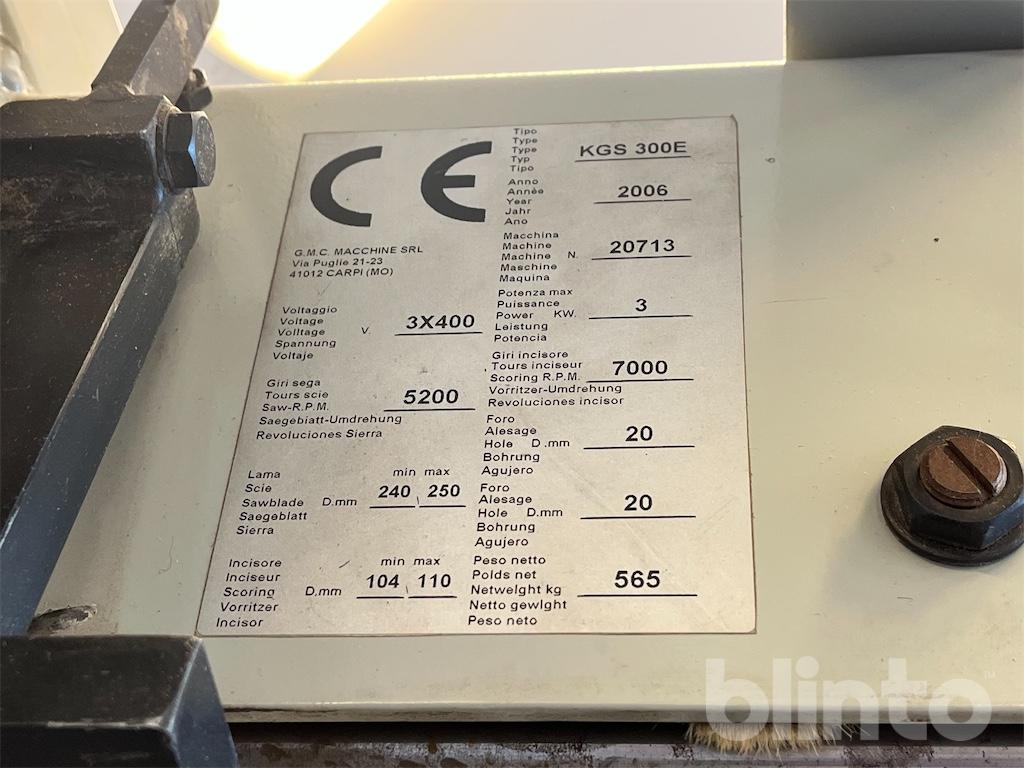 CE
G.M.C. MACCHINE SRL
Via Puglie 21-23
41012 CARPI (MO)
Tipo
Type
Type KGS 300E
Typ
Tipo
Anno
Annèe
Year 2006
Jahr
Ano
Macchina
Machine
Machine N. 20713
Maschine
Maquina
Voltaggio
Voltage
Volltage V. 3X400
Spannung
Voltaje
Potenza max
Puissance
Power KW. 3
Leistung
Potencia
Giri sega
Tours scie
Saw-R.P.M. 5200
Saegeblatt-Umdrehung
Revoluciones Sierra
Giri incisore
Tours inciseur
Scoring R.P.M. 7000
Vorritzer-Umdrehung
Revoluciones incisor
Lama min max
Scie
Sawblade D.mm 240 250
Saegeblatt
Sierra
Foro
Alesage
Hole D.mm 20
Bohrung
Agujero
Foro
Alesage
Hole D.mm 20
Bohrung
Agujero
Incisore min max
Inciseur
Scoring D.mm 104 110
Vorritzer
Incisor
Peso netto
Polds net
Netwelght kg 565
Netto gewlght
Peso neto
blinto™